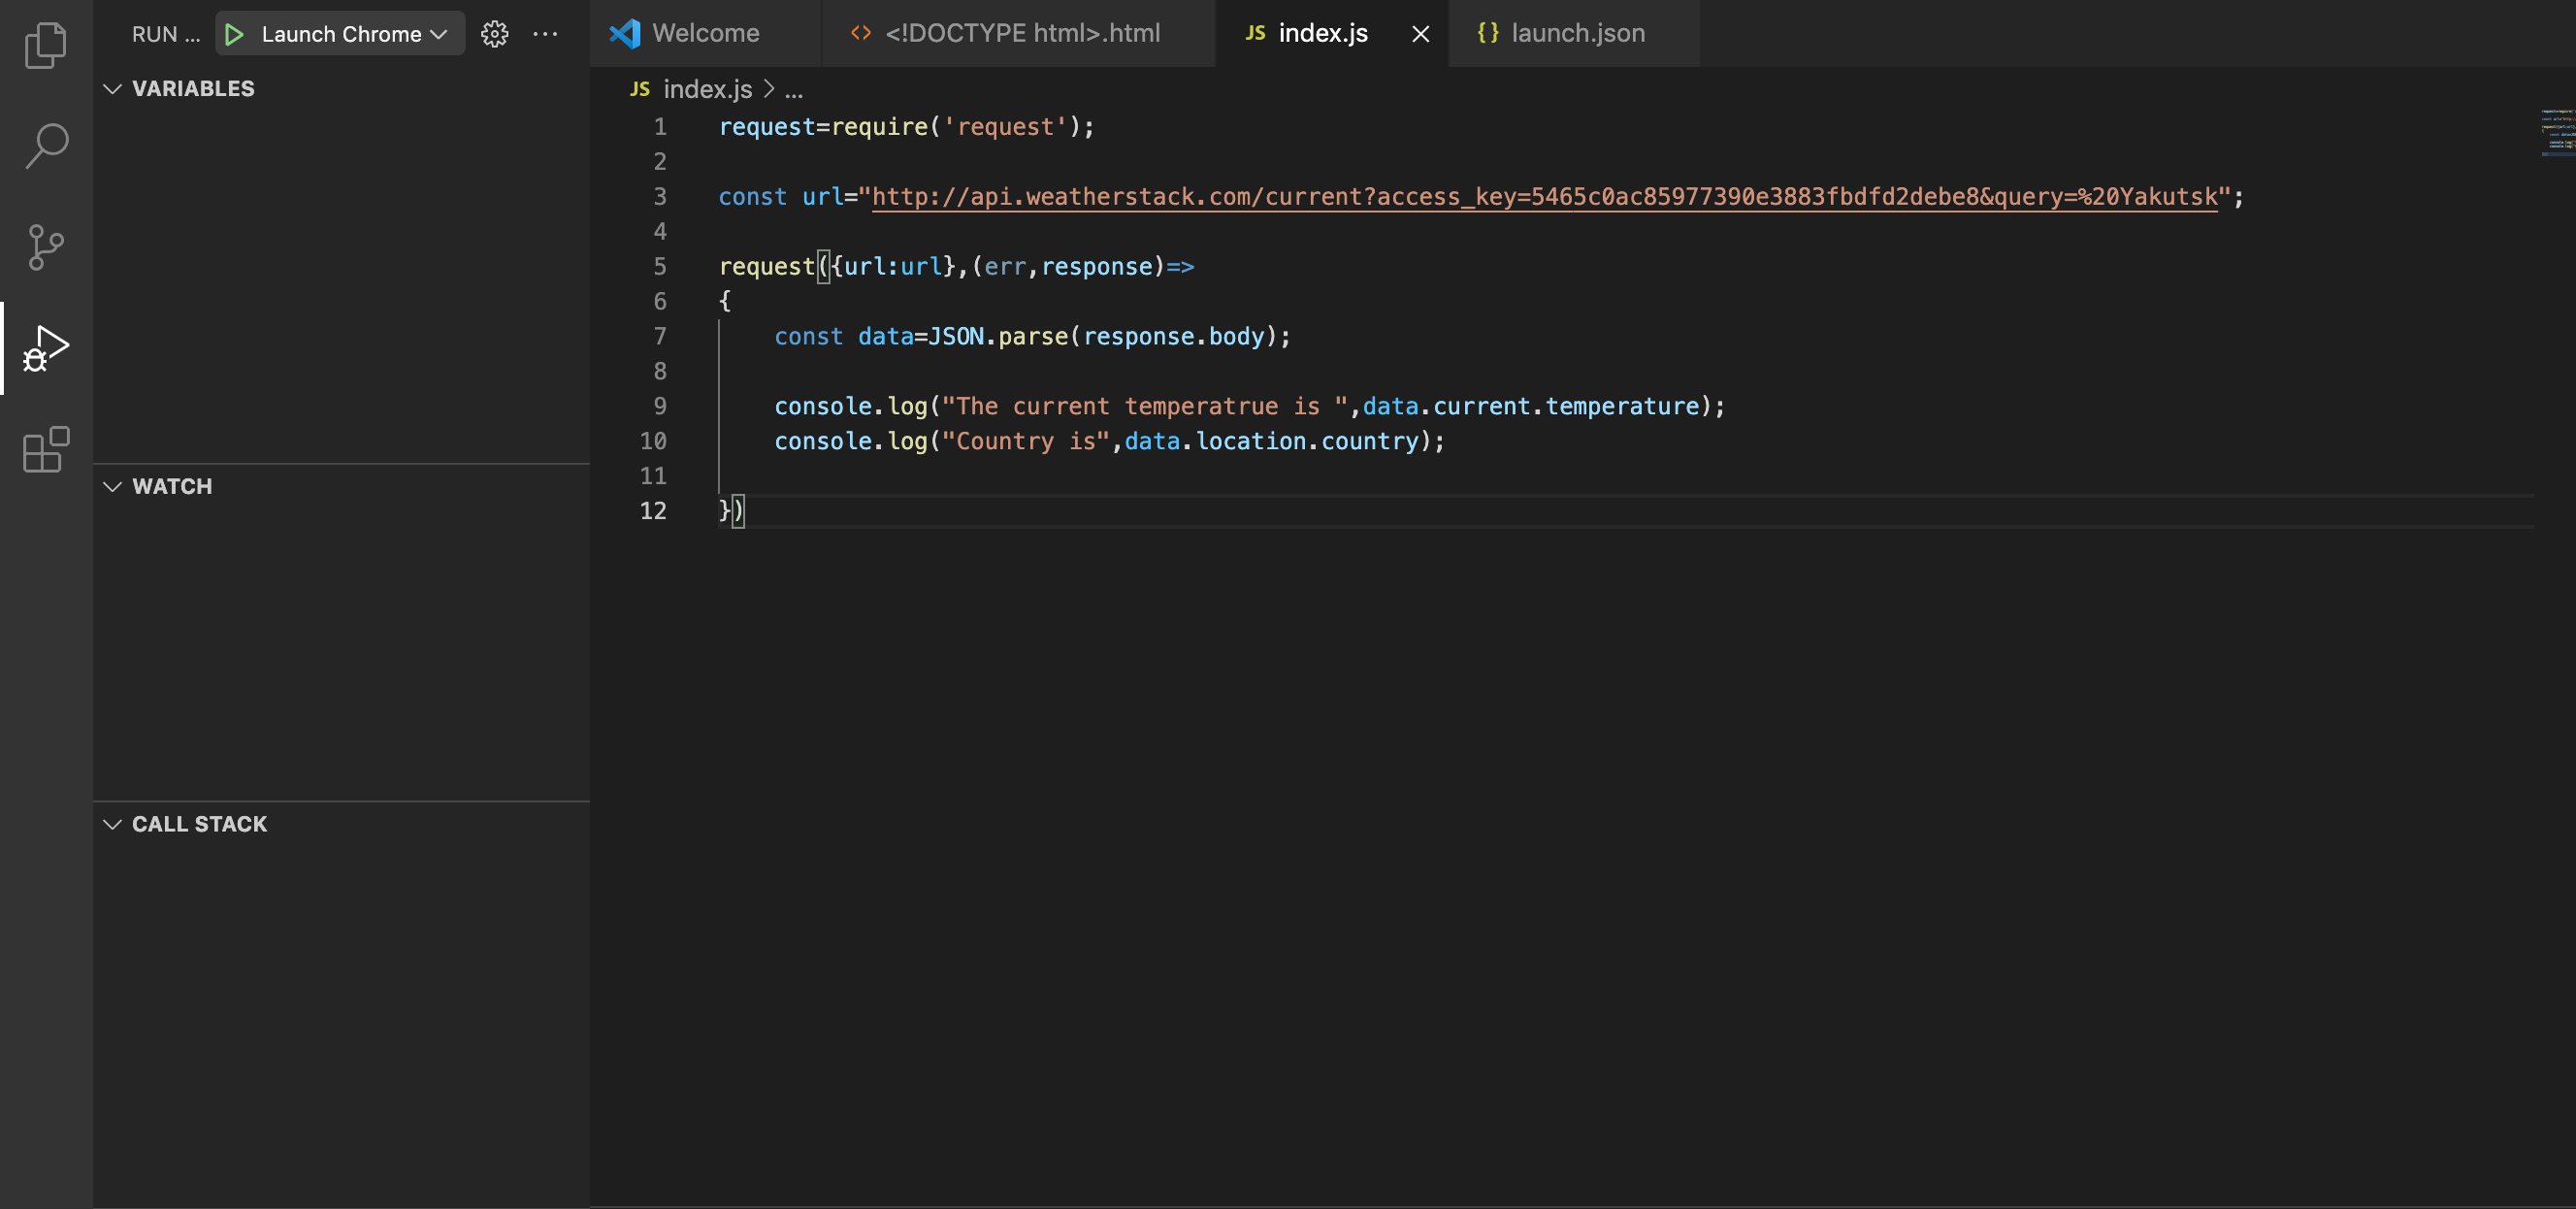 RUN ... Launch Chrome ...
Welcome <> <!DOCTYPE html>.html JS index.js {} launch.json
VARIABLES
WATCH
CALL STACK
JS index.js > ...
1 request=require('request');
2
3 const url="http://api.weatherstack.com/current?access_key=5465c0ac85977390e3883fbdfd2debe8&query=%20Yakutsk";
4
5 request({url:url},(err,response)=>
6 {
7 const data=JSON.parse(response.body);
8
9 console.log("The current temperatrue is ",data.current.temperature);
10 console.log("Country is",data.location.country);
11
12 })